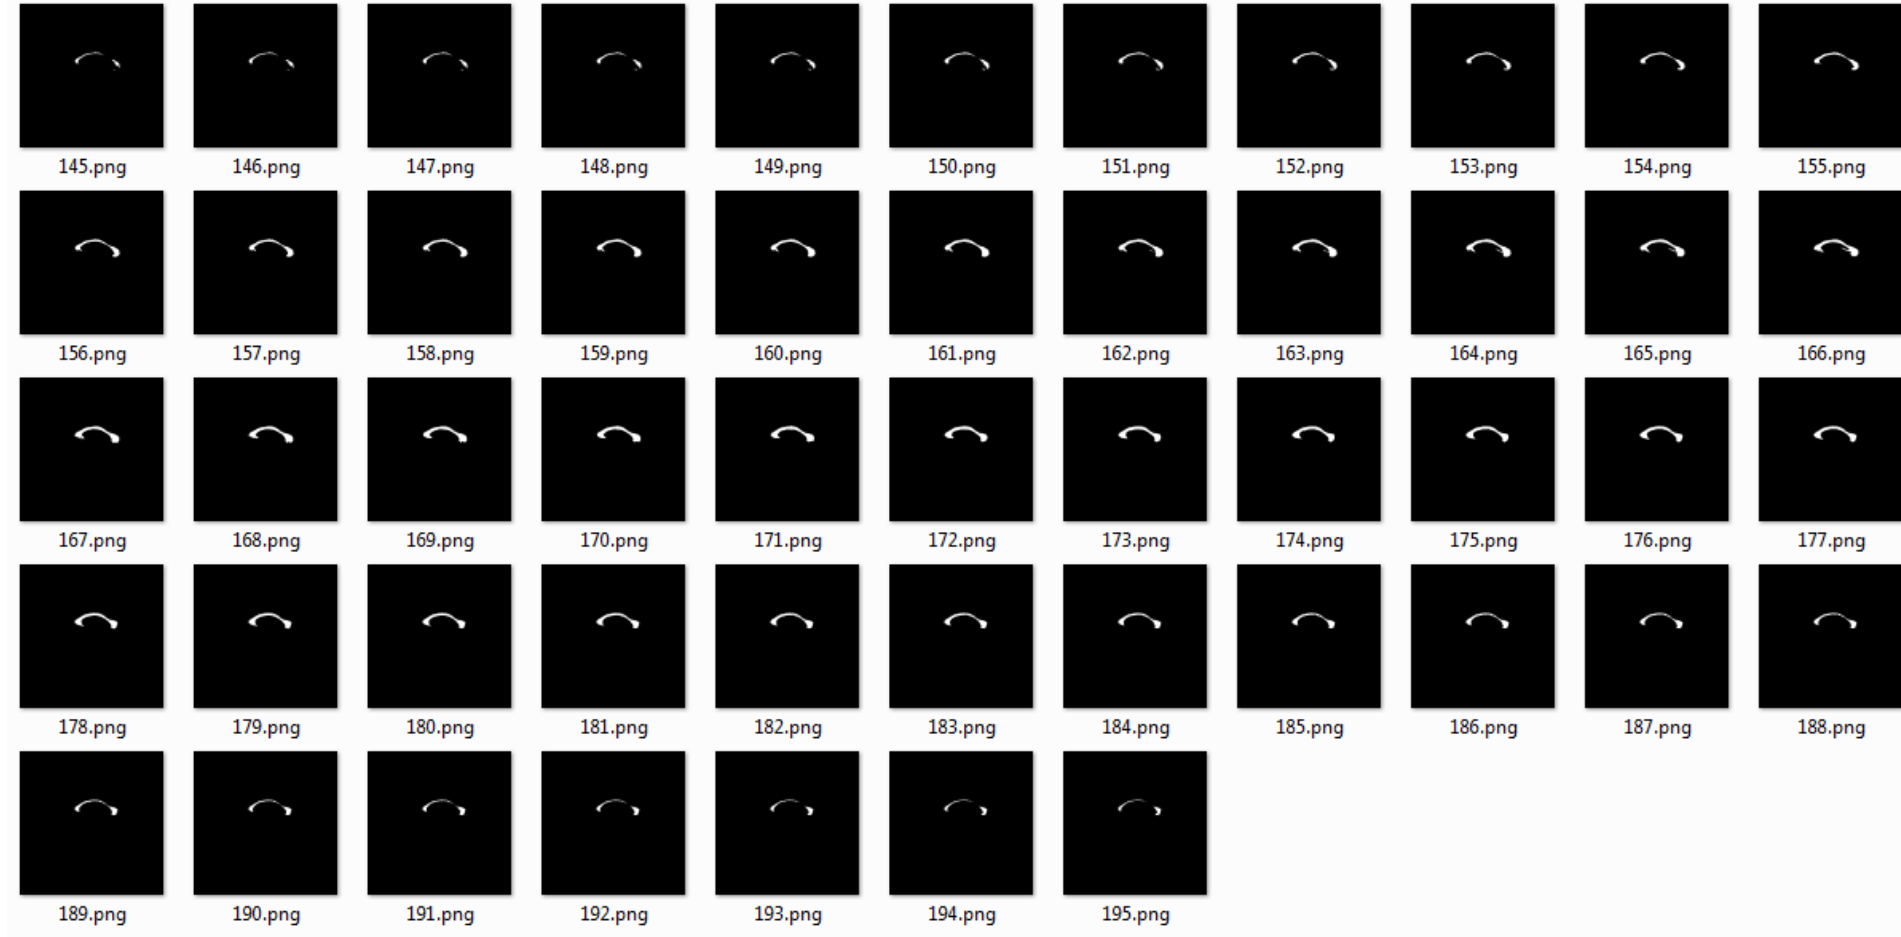 145.png 146.png 147.png 148.png 149.png 150.png 151.png 152.png 153.png 154.png 155.png
156.png 157.png 158.png 159.png 160.png 161.png 162.png 163.png 164.png 165.png 166.png
167.png 168.png 169.png 170.png 171.png 172.png 173.png 174.png 175.png 176.png 177.png
178.png 179.png 180.png 181.png 182.png 183.png 184.png 185.png 186.png 187.png 188.png
189.png 190.png 191.png 192.png 193.png 194.png 195.png